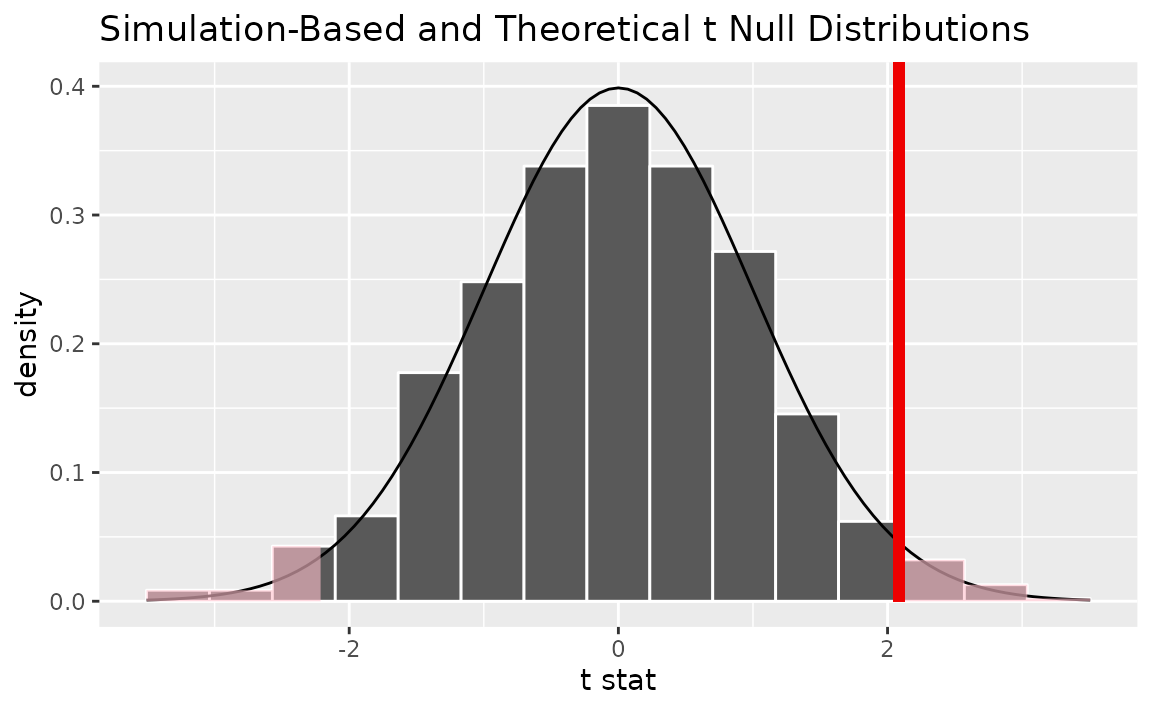 Simulation-Based and Theoretical t Null Distributions
0.4
0.3
0.2
0.1
0.0
density
-2
0
2
t stat